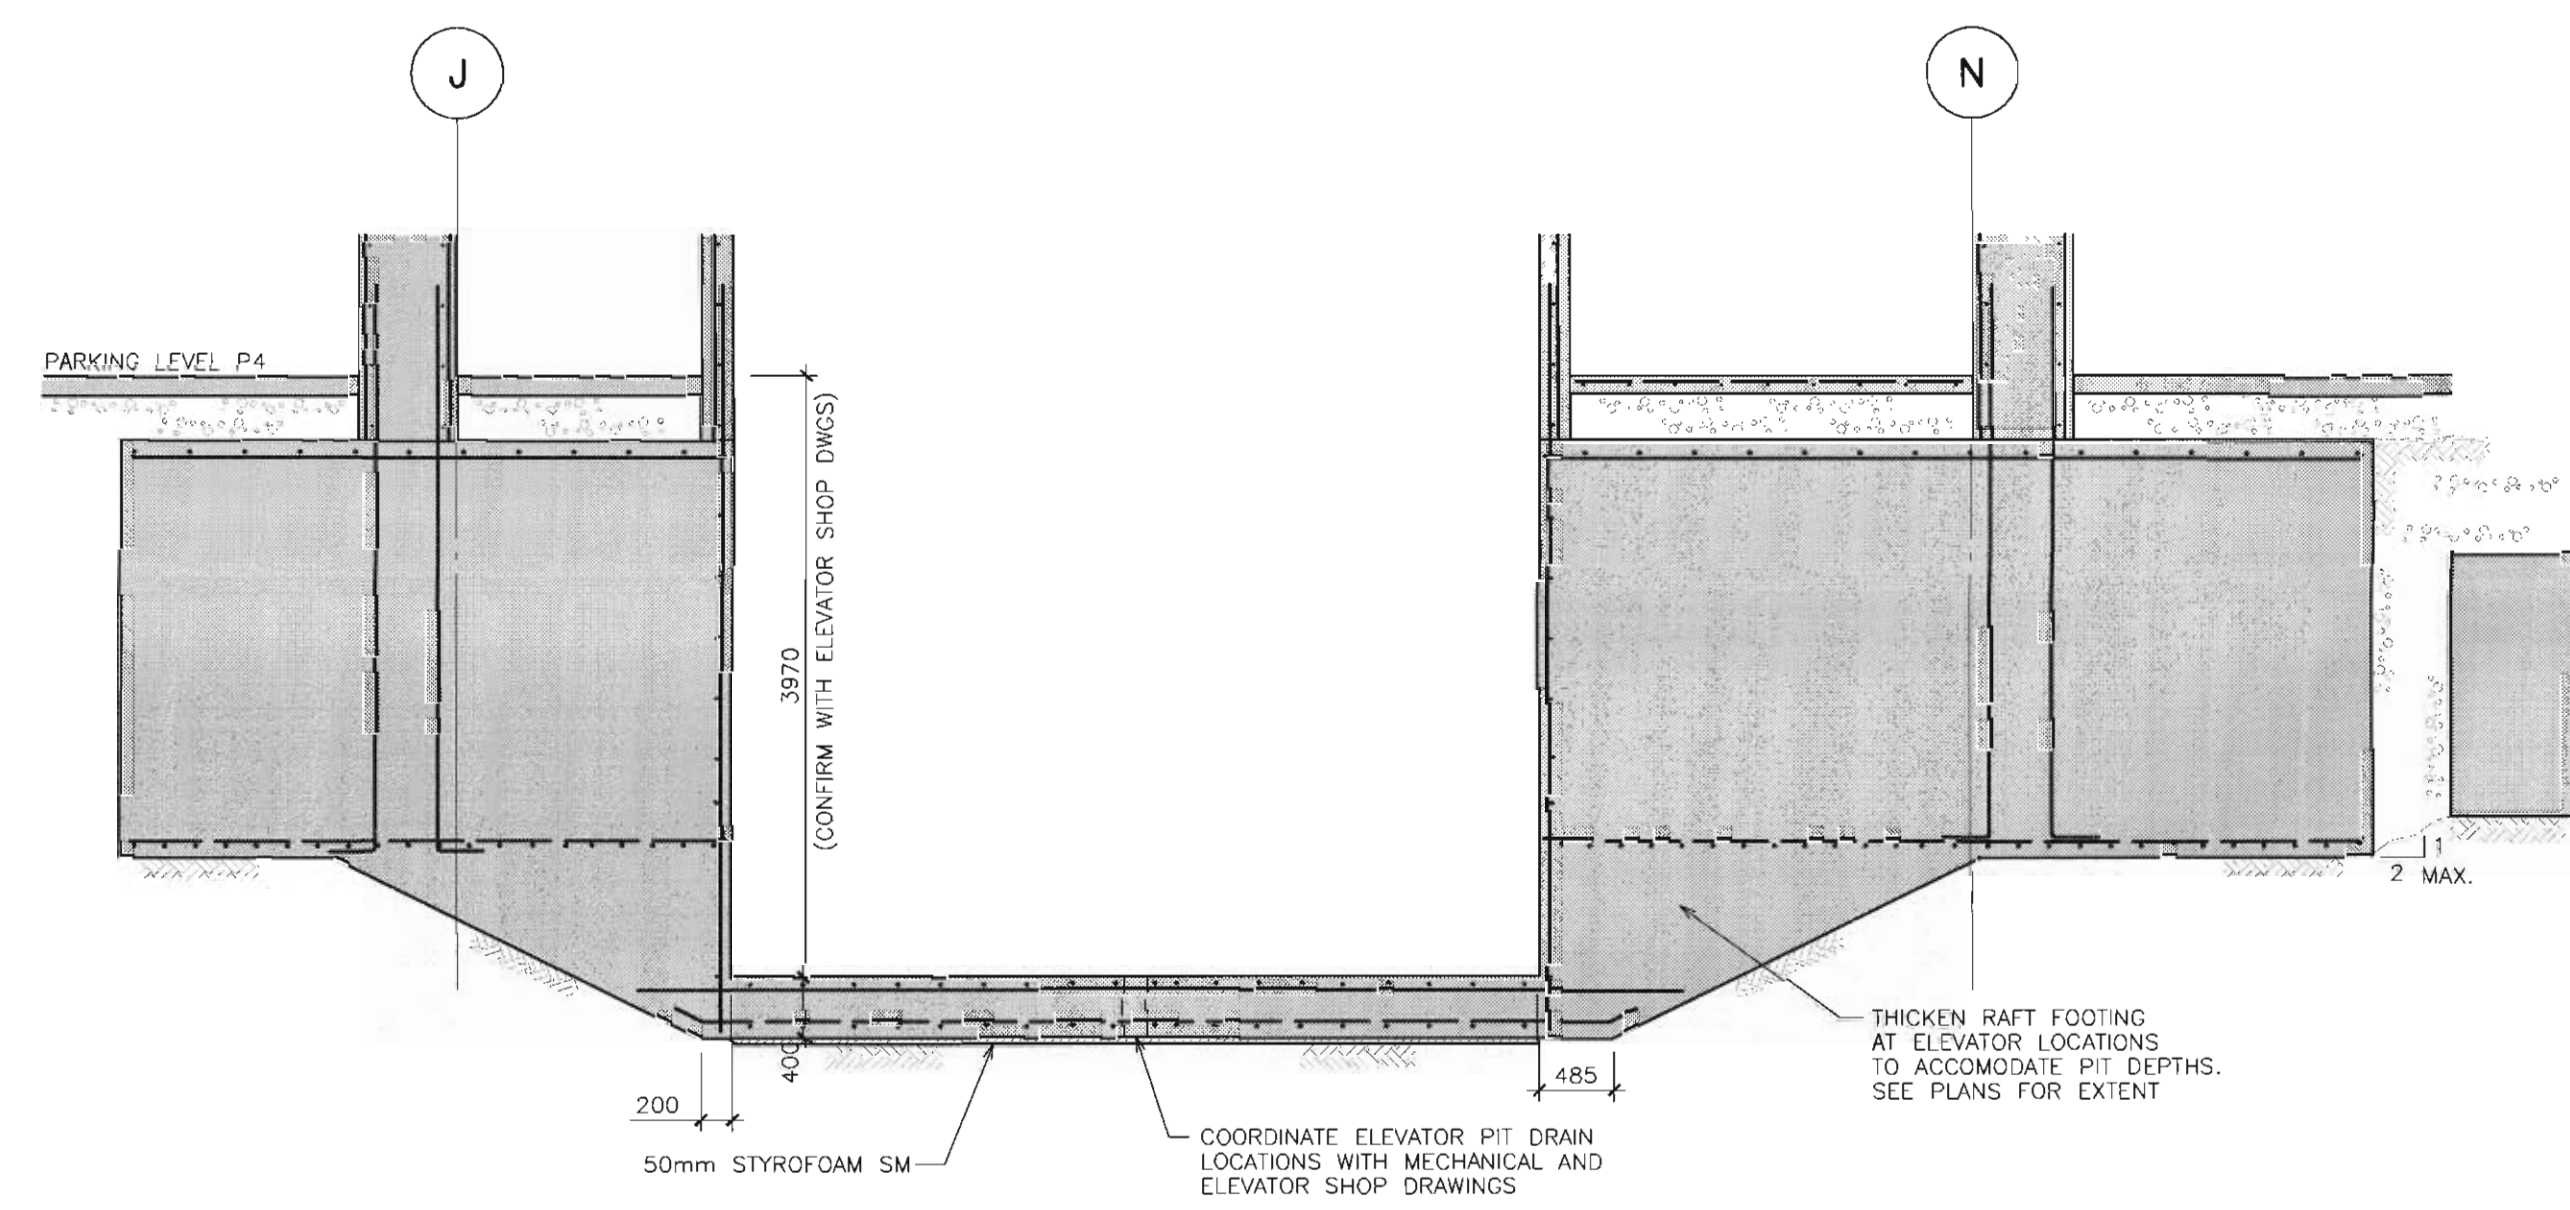 J
N
PARKING LEVEL P4
3970
(CONFIRM WITH ELEVATOR SHOP DWGS)
400
200
485
1
2 MAX.
50mm STYROFOAM SM
COORDINATE ELEVATOR PIT DRAIN
LOCATIONS WITH MECHANICAL AND
ELEVATOR SHOP DRAWINGS
THICKEN RAFT FOOTING
AT ELEVATOR LOCATIONS
TO ACCOMODATE PIT DEPTHS.
SEE PLANS FOR EXTENT